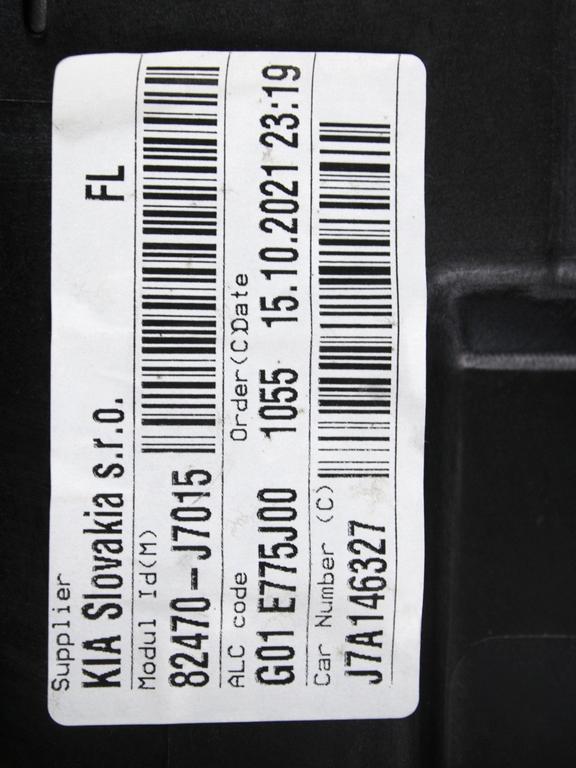 Supplier
KIA Slovakia s.r.o. FL
Modul Id(M)
82470-J7015
ALC code Order(C)Date
G01 E775J00 1055 15.10.2021 23:19
Car Number (C)
J7A146327